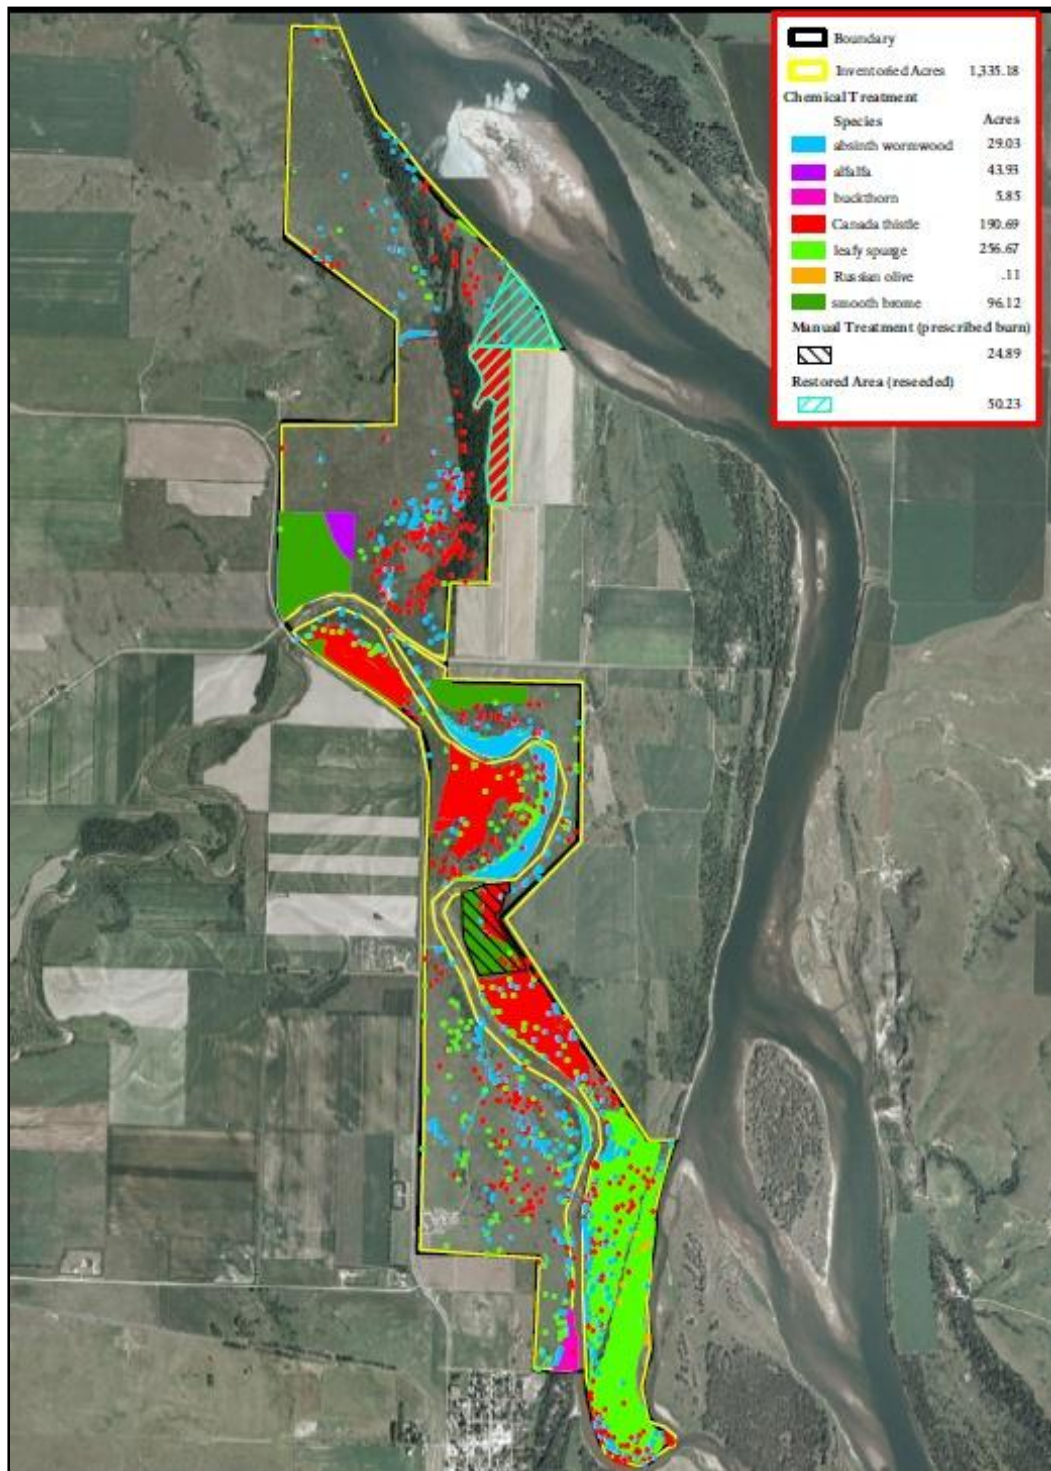 Boundary
Inventoried Acres 1,335.18
Chemical Treatment
Species Acres
absinth wormwood 29.03
alfalfa 43.93
buckthorn 5.85
Canada thistle 190.69
leafy spurge 256.67
Russian olive .11
smooth brome 96.12
Manual Treatment (prescribed burn)
24.89
Restored Area (reseeded)
50.23